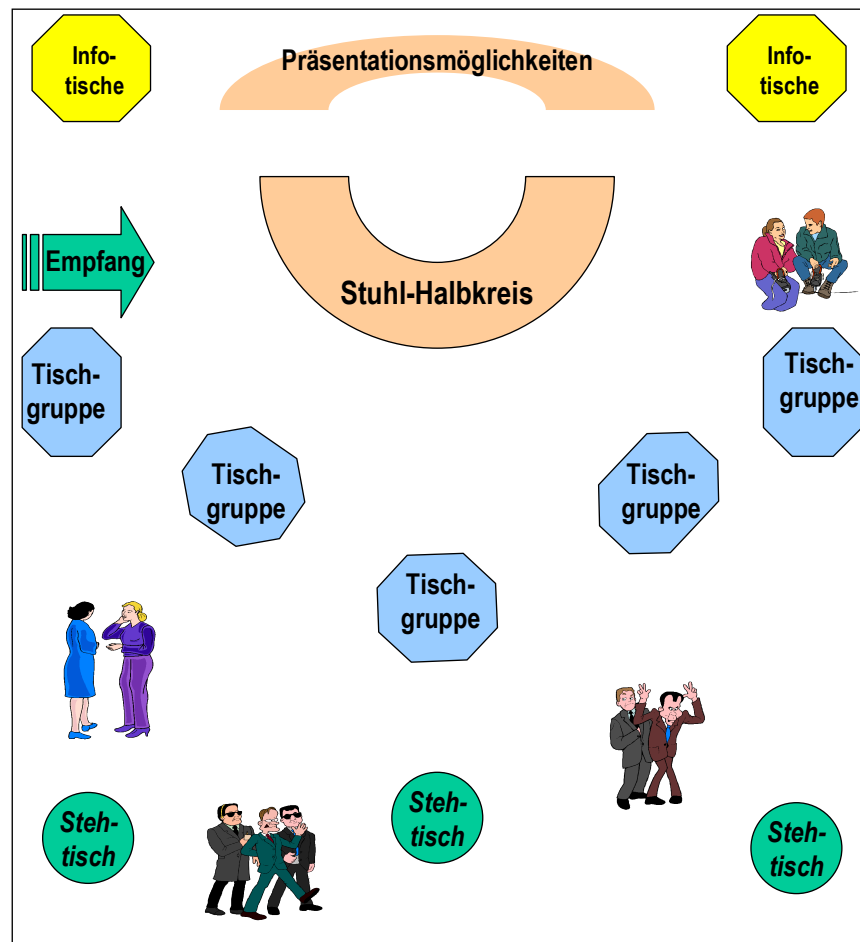 Info-
tische
Präsentationsmöglichkeiten
Info-
tische
Empfang
Stuhl-Halbkreis
Tisch-
gruppe
Tisch-
gruppe
Tisch-
gruppe
Tisch-
gruppe
Tisch-
gruppe
Steh-
tisch
Steh-
tisch
Steh-
tisch